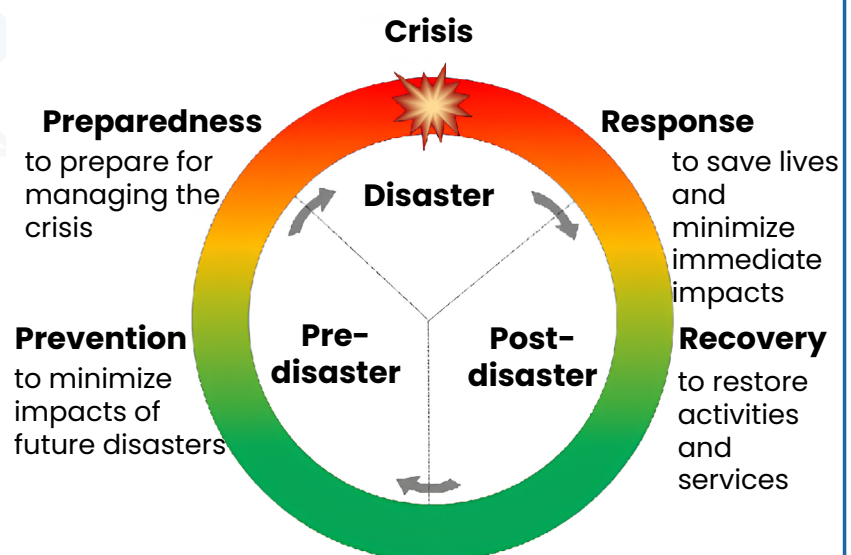 Crisis
Preparedness
to prepare for
managing the
crisis
Response
to save lives
and
minimize
immediate
impacts
Disaster
Prevention
to minimize
impacts of
future disasters
Pre-
disaster
Post-
disaster
Recovery
to restore
activities
and
services